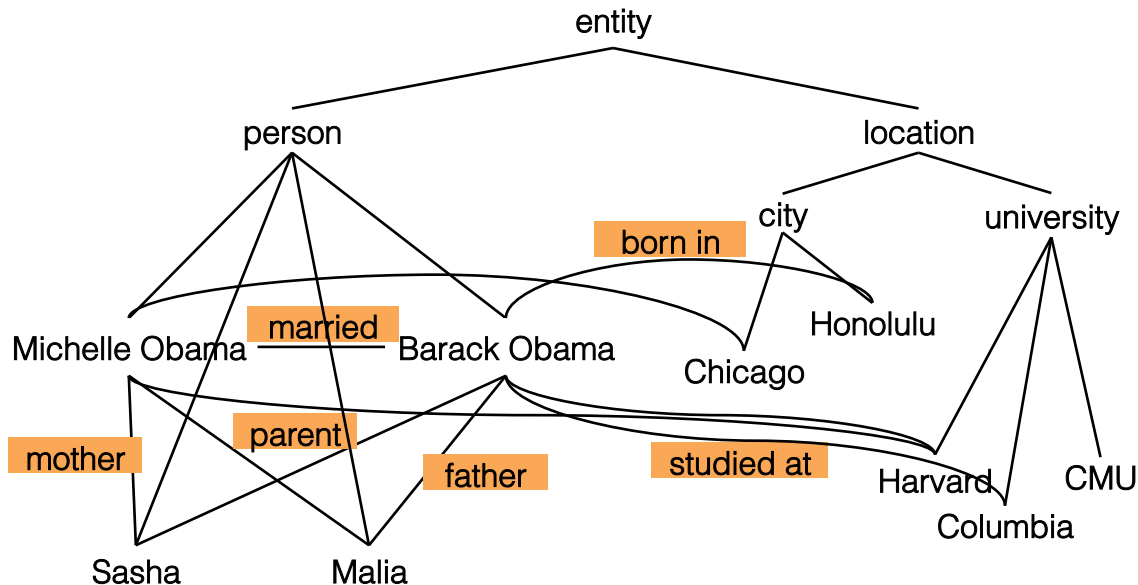 entity
person
location
city
university
born in
Honolulu
married
Michelle Obama
Barack Obama
Chicago
parent
mother
father
studied at
Harvard
CMU
Columbia
Sasha
Malia